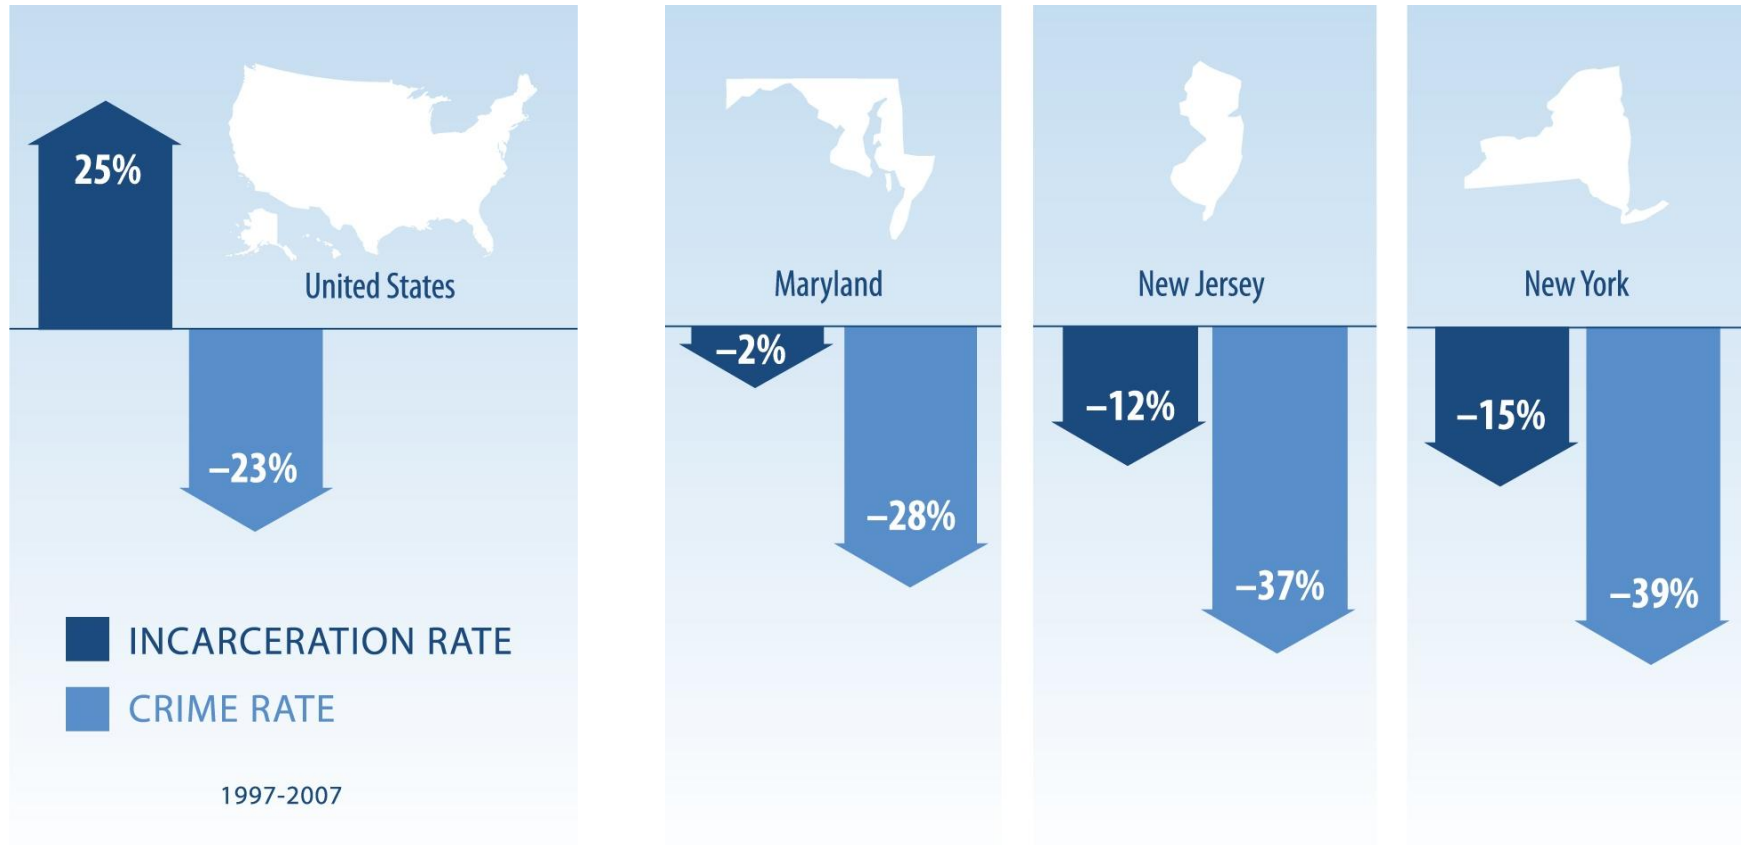 25%
United States
–23%
INCARCERATION RATE
CRIME RATE
1997-2007
Maryland
–2%
–28%
New Jersey
–12%
–37%
New York
–15%
–39%